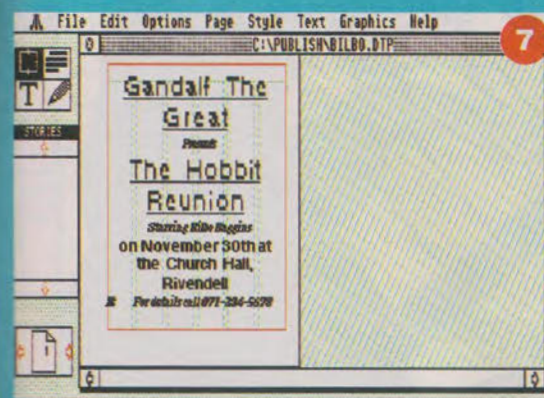 File Edit Options Page Style Text Graphics Help
C:\PUBLISH\BILBO.DTP
7
T
STORIES
Gandalf The
Great
Presents
The Hobbit
Reunion
Starring Bilbo Baggins
on November 30th at
the Church Hall,
Rivendell
For details call 071-234-5678
1